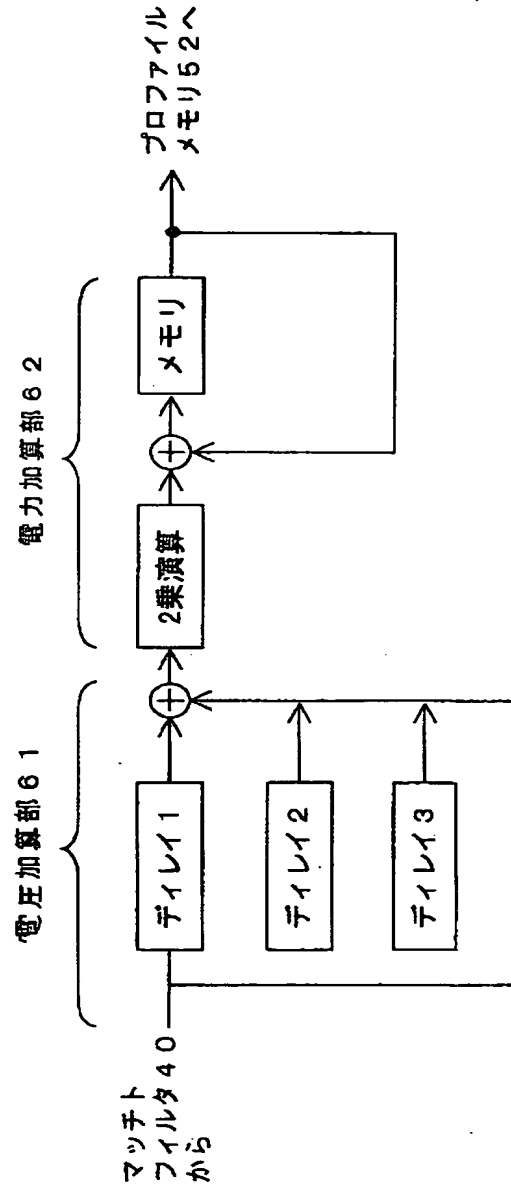 電圧加算部61
電力加算部62
マッチト
フィルタ40
から
ディレイ1
ディレイ2
ディレイ3
+
2乗演算
+
メモリ
プロファイル
メモリ52へ